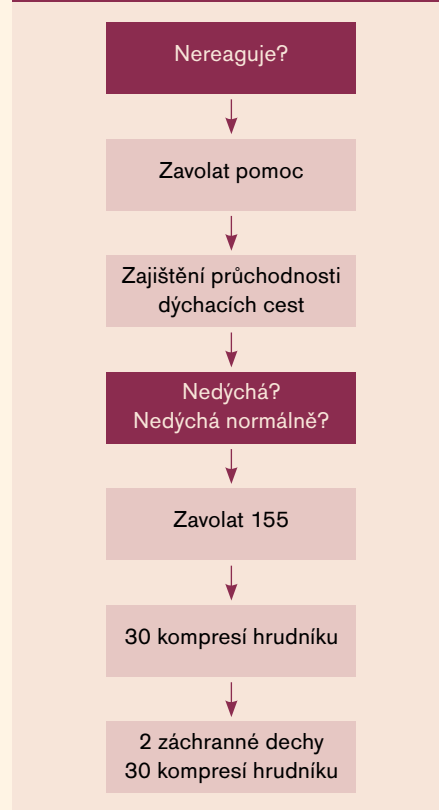 Nereaguje?
Zavolat pomoc
Zajištění průchodnosti
dýchacích cest
Nedýchá?
Nedýchá normálně?
Zavolat 155
30 kompresí hrudníku
2 záchranné dechy
30 kompresí hrudníku